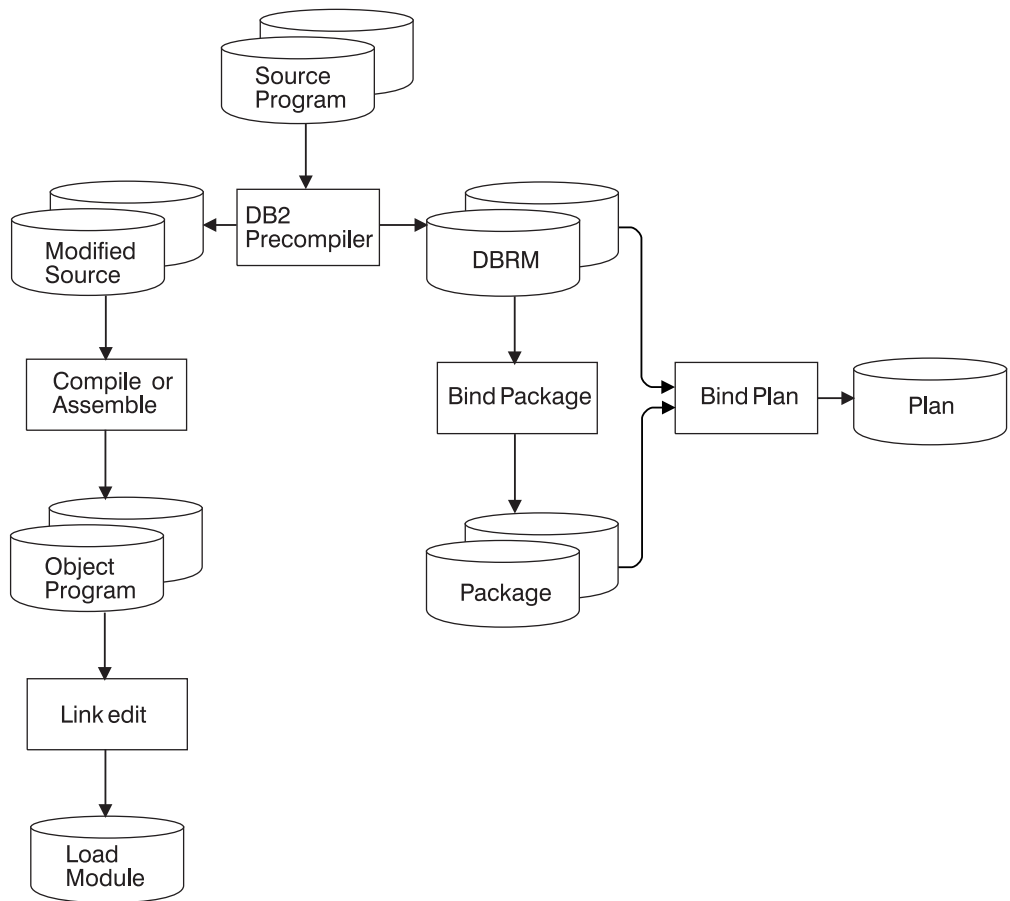 Source
Program
DB2
Precompiler
Modified
Source
DBRM
Compile or
Assemble
Bind Package
Bind Plan
Plan
Object
Program
Package
Link edit
Load
Module